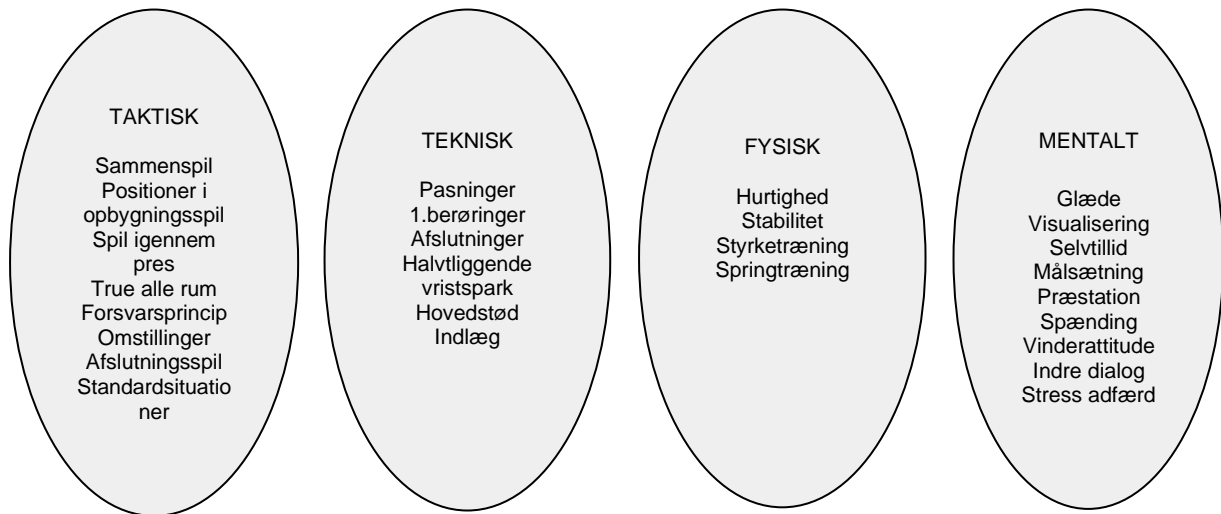 TAKTISK
Sammenspil
Positioner i
opbygningsspil
Spil igennem
pres
True alle rum
Forsvarsprincip
Omstillinger
Afslutningsspil
Standardsituatio
ner
TEKNISK
Pasninger
1.berøringer
Afslutninger
Halvtliggende
vristspark
Hovedstød
Indlæg
FYSISK
Hurtighed
Stabilitet
Styrketræning
Springtræning
MENTALT
Glæde
Visualisering
Selvtillid
Målsætning
Præstation
Spænding
Vinderattitude
Indre dialog
Stress adfærd